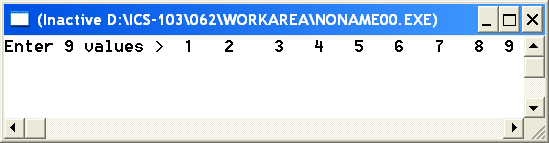 (Inactive D:\ICS-103\062\WORKAREA\NONAME00.EXE)
Enter 9 values > 1 2 3 4 5 6 7 8 9